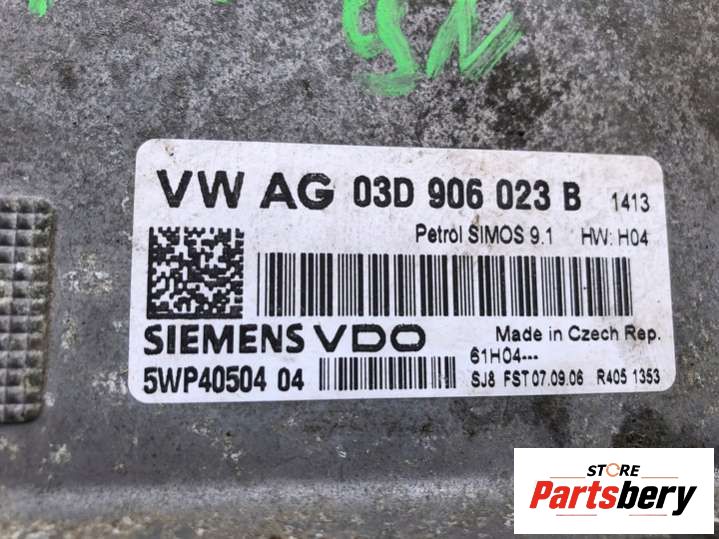 VW AG 03D 906 023 B 1413
Petrol SIMOS 9.1 HW: H04
SIEMENS VDO Made in Czech Rep.
61H04---
5WP40504 04 SJ8 FST 07.09.06 R405 1353
STORE
Partsbery